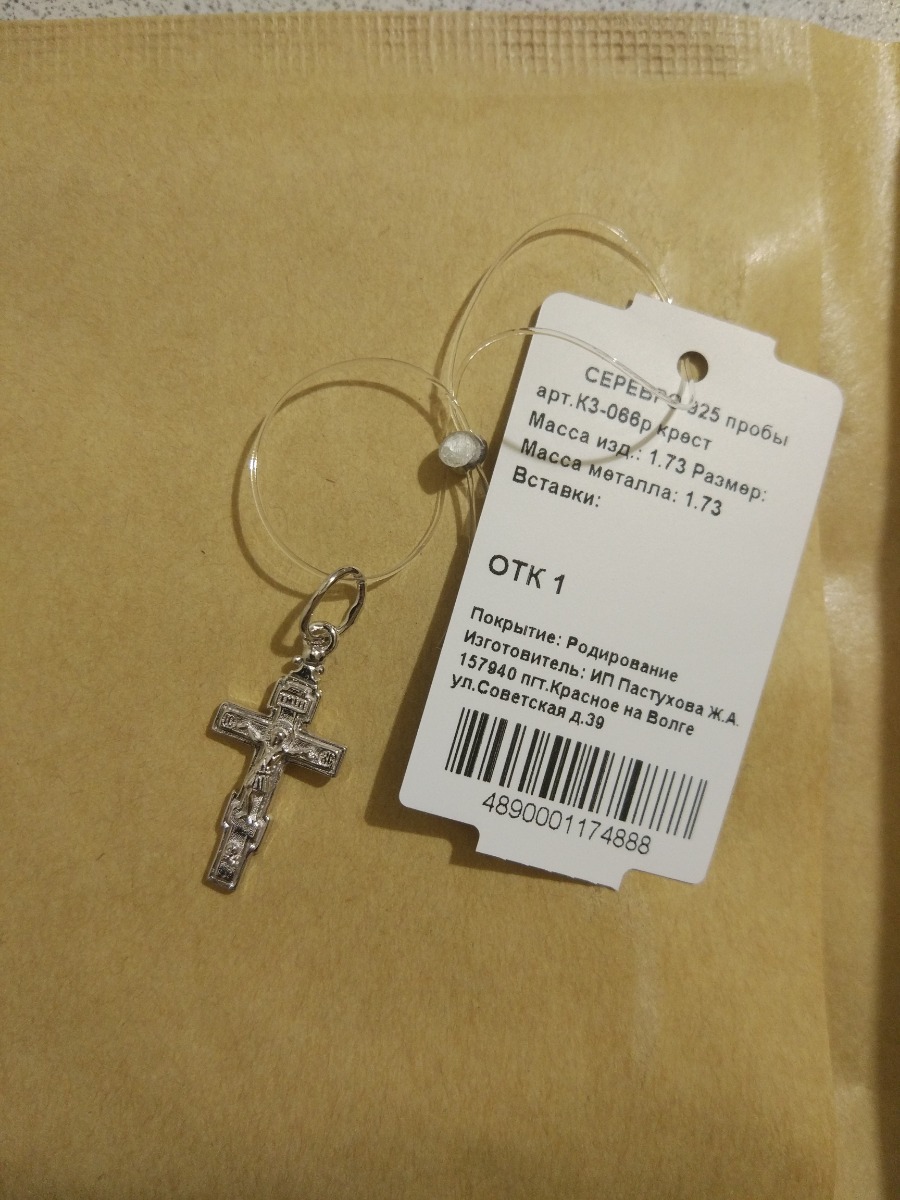 СЕРЕБРО 925 пробы
арт.К3-066р крест
Масса изд.: 1.73 Размер:
Масса металла: 1.73
Вставки:
ОТК 1
Покрытие: Родирование
Изготовитель: ИП Пастухова Ж.А.
157940 пгт.Красное на Волге
ул.Советская д.39
4890001174888